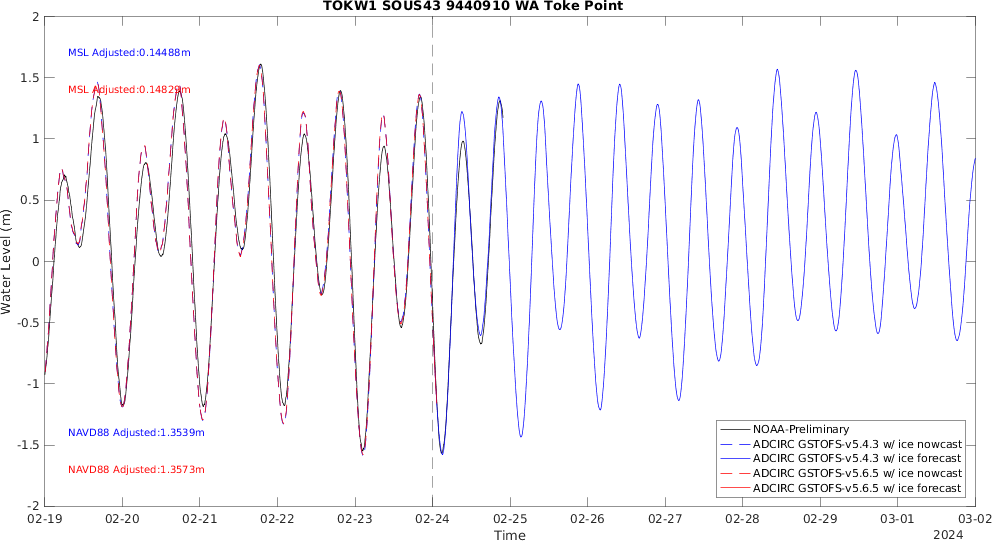 TOKW1 SOUS43 9440910 WA Toke Point
MSL Adjusted:0.14488m
MSL Adjusted:0.14829m
NAVD88 Adjusted:1.3539m
NAVD88 Adjusted:1.3573m
Water Level (m)
2
1.5
1
0.5
0
-0.5
-1
-1.5
-2
NOAA-Preliminary
ADCIRC GSTOFS-v5.4.3 w/ ice nowcast
ADCIRC GSTOFS-v5.4.3 w/ ice forecast
ADCIRC GSTOFS-v5.6.5 w/ ice nowcast
ADCIRC GSTOFS-v5.6.5 w/ ice forecast
02-19 02-20 02-21 02-22 02-23 02-24 02-25 02-26 02-27 02-28 02-29 03-01 03-02
Time
2024